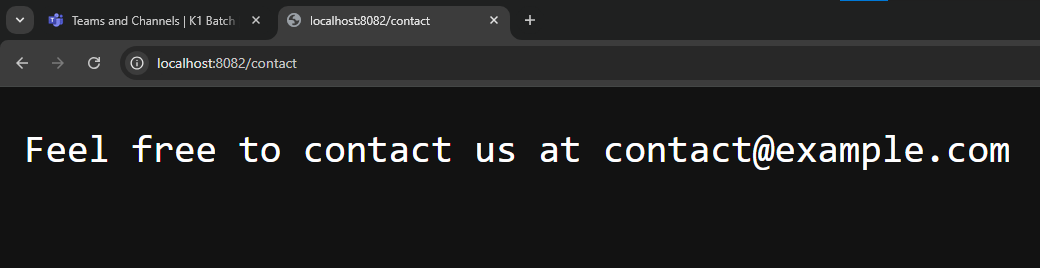 Teams and Channels | K1 Batch
localhost:8082/contact
localhost:8082/contact
Feel free to contact us at contact@example.com